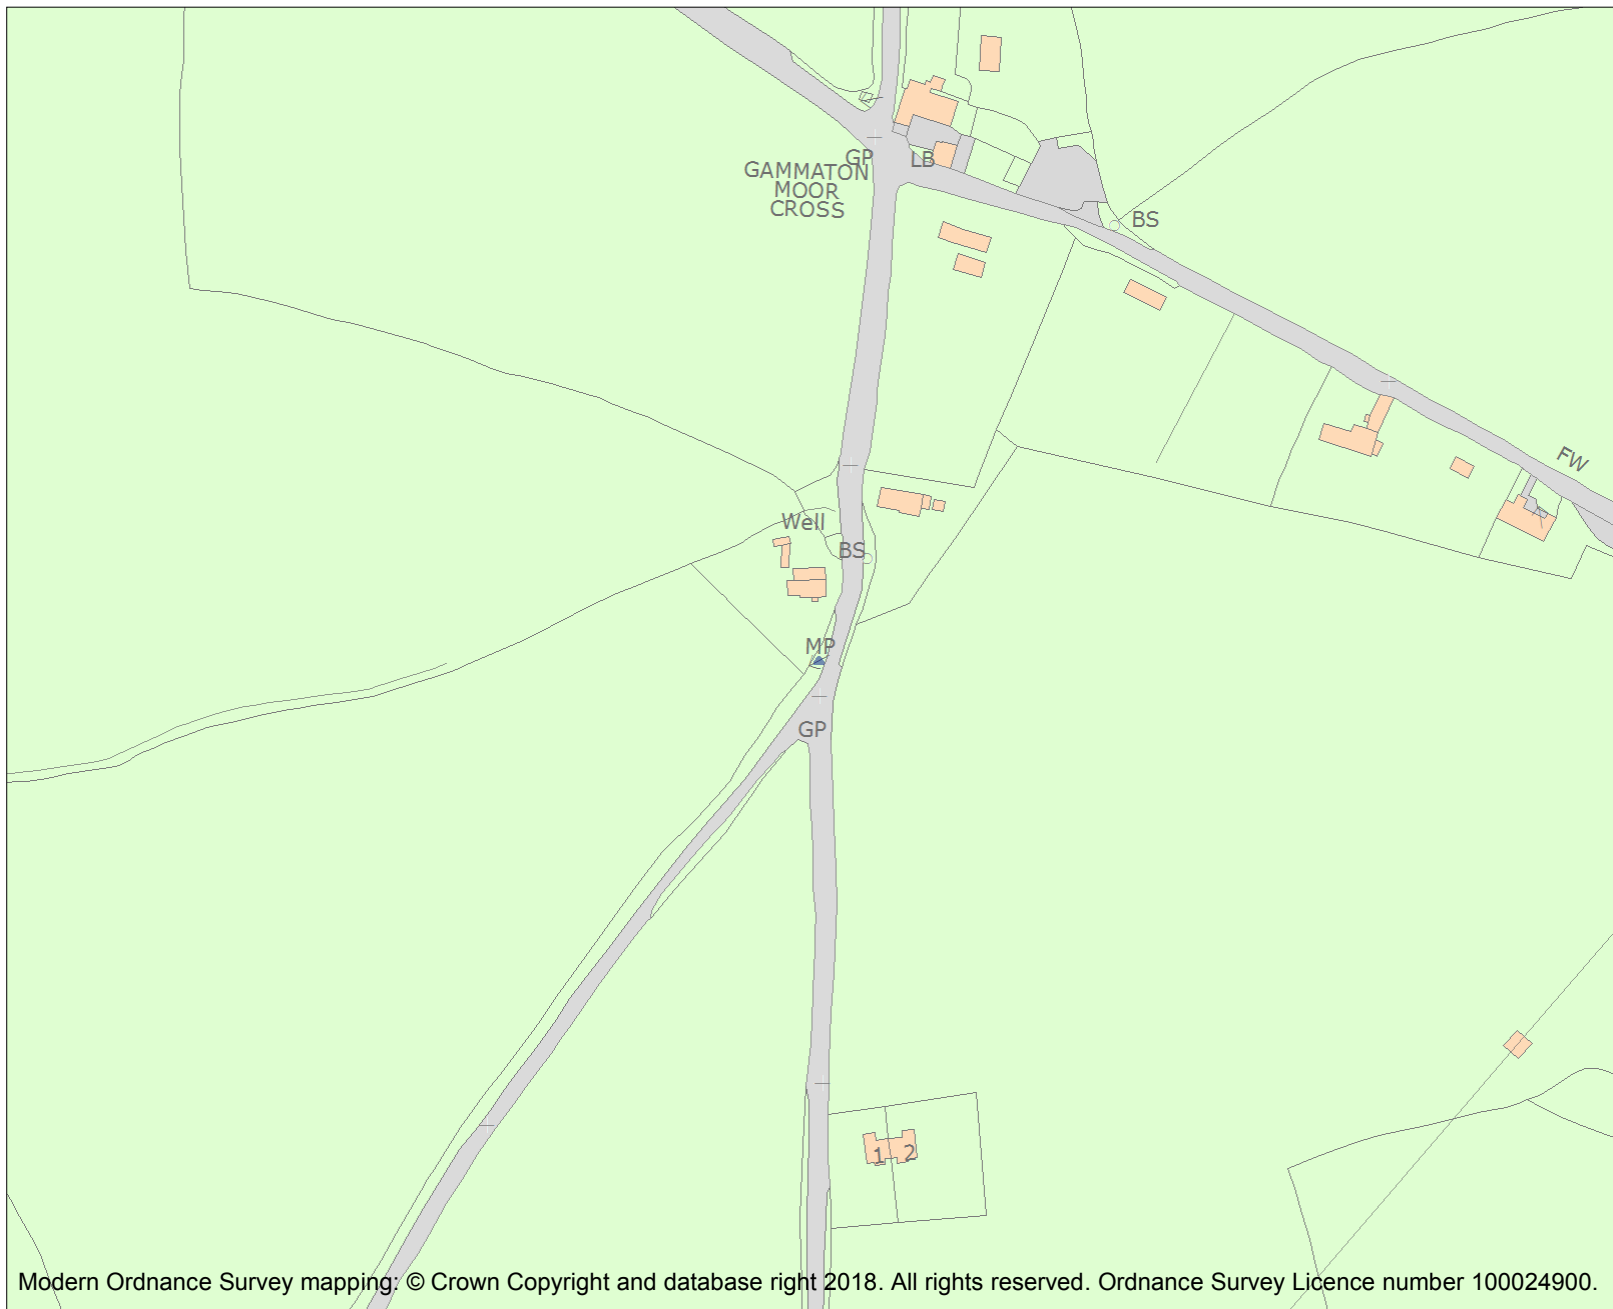 GP
LB
GAMMATON
MOOR
CROSS
BS
FW
Well
BS
MP
GP
1 2
Modern Ordnance Survey mapping: © Crown Copyright and database right 2018. All rights reserved. Ordnance Survey Licence number 100024900.